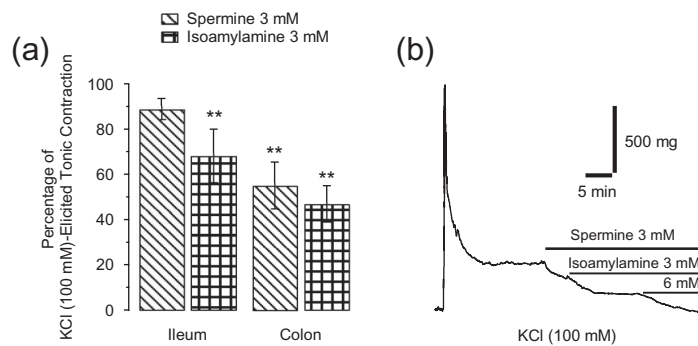 Spermine 3 mM
Isoamylamine 3 mM
(a)
Percentage of
KCl (100 mM)-Elicited Tonic Contraction
100
80
60
40
20
0
**
**
**
Ileum
Colon
(b)
500 mg
5 min
Spermine 3 mM
Isoamylamine 3 mM
6 mM
KCl (100 mM)